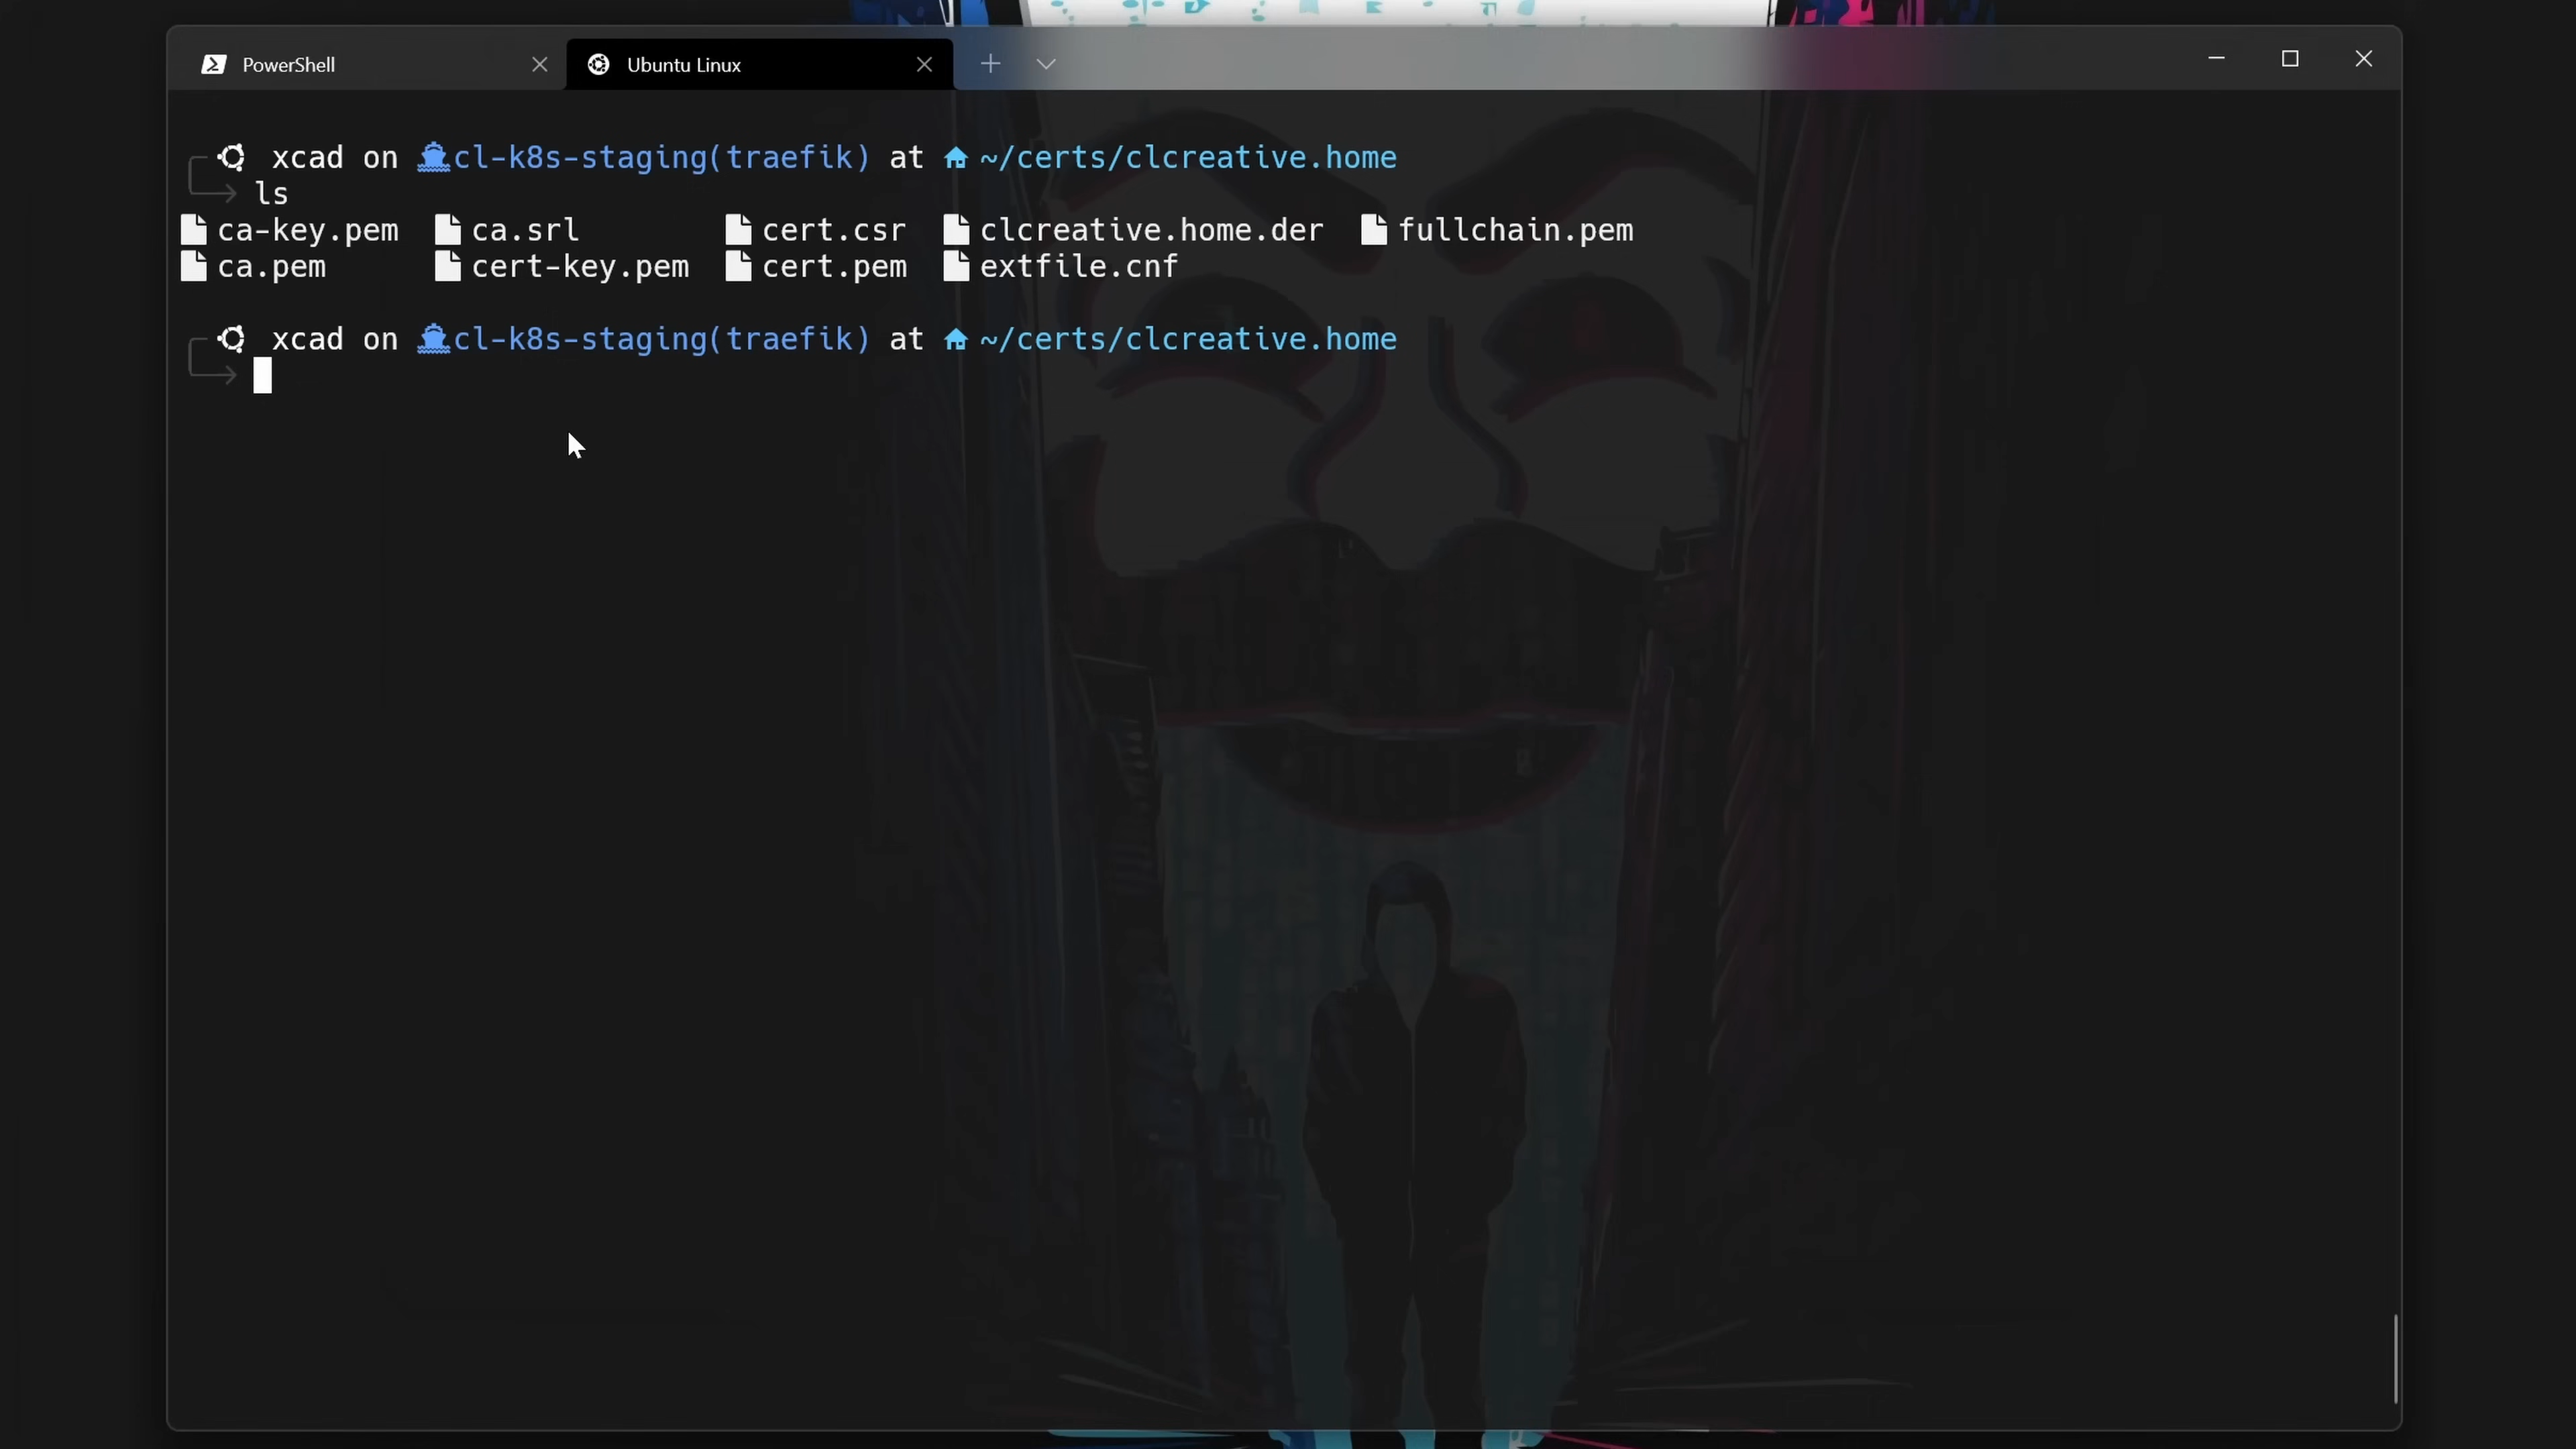 PowerShell
Ubuntu Linux
xcad on cl-k8s-staging(traefik) at ~/certs/clcreative.home
ls
ca-key.pem ca.srl cert.csr clcreative.home.der fullchain.pem
ca.pem cert-key.pem cert.pem extfile.cnf
xcad on cl-k8s-staging(traefik) at ~/certs/clcreative.home